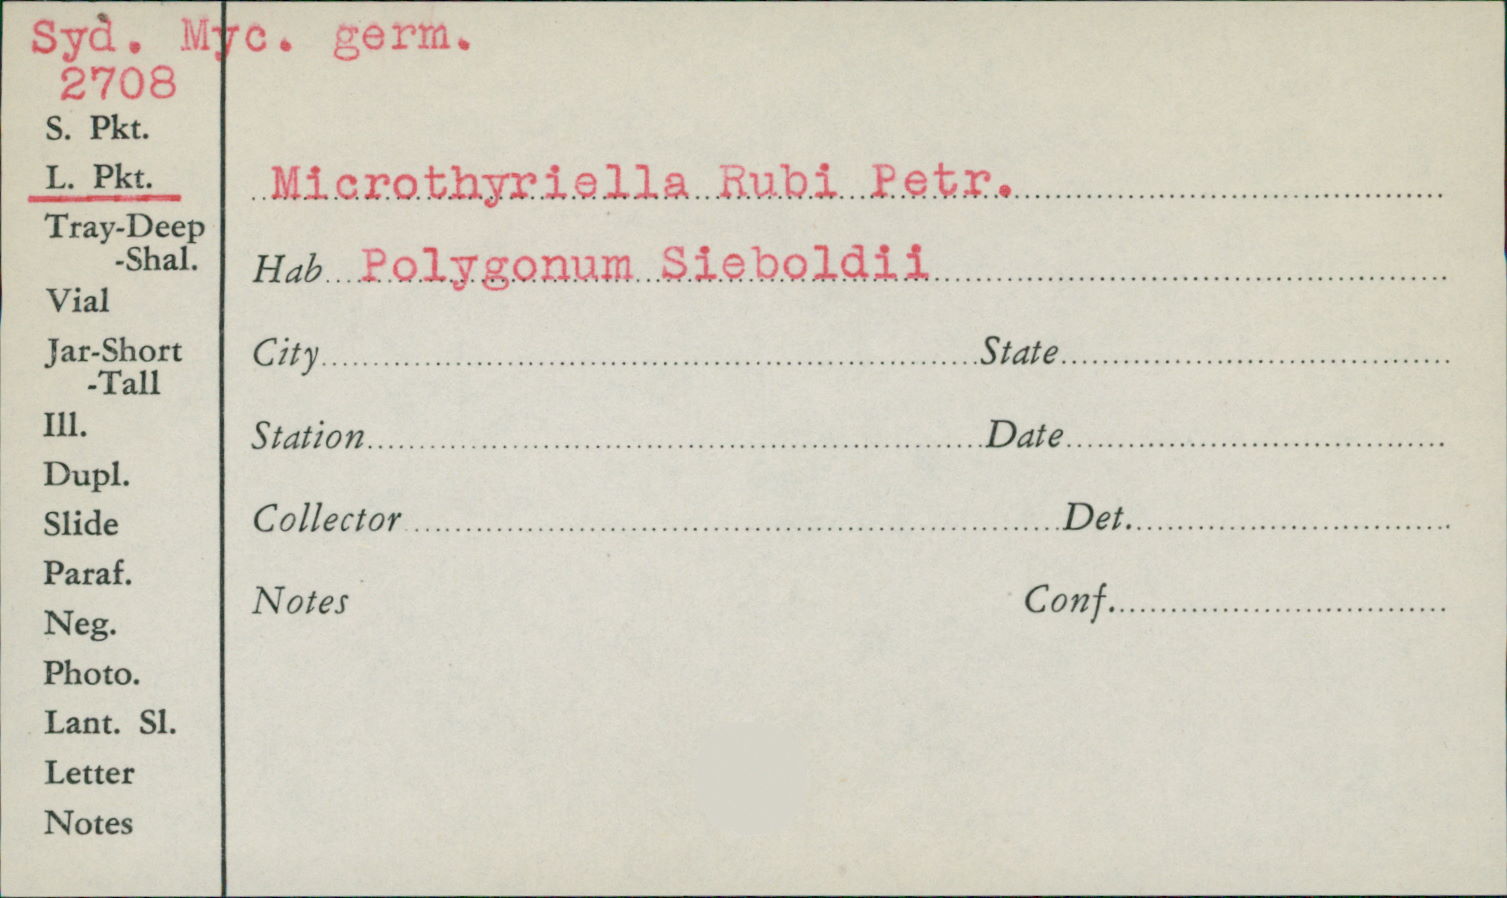 Syd. Myc. germ.
2708
S. Pkt.
L. Pkt.
Microthyriella Rubi Petr.
Tray-Deep
-Shal.
Hab Polygonum Sieboldii
Vial
Jar-Short
-Tall
City State
Ill.
Station Date
Dupl.
Slide
Collector Det.
Paraf.
Neg.
Notes Conf.
Photo.
Lant. Sl.
Letter
Notes